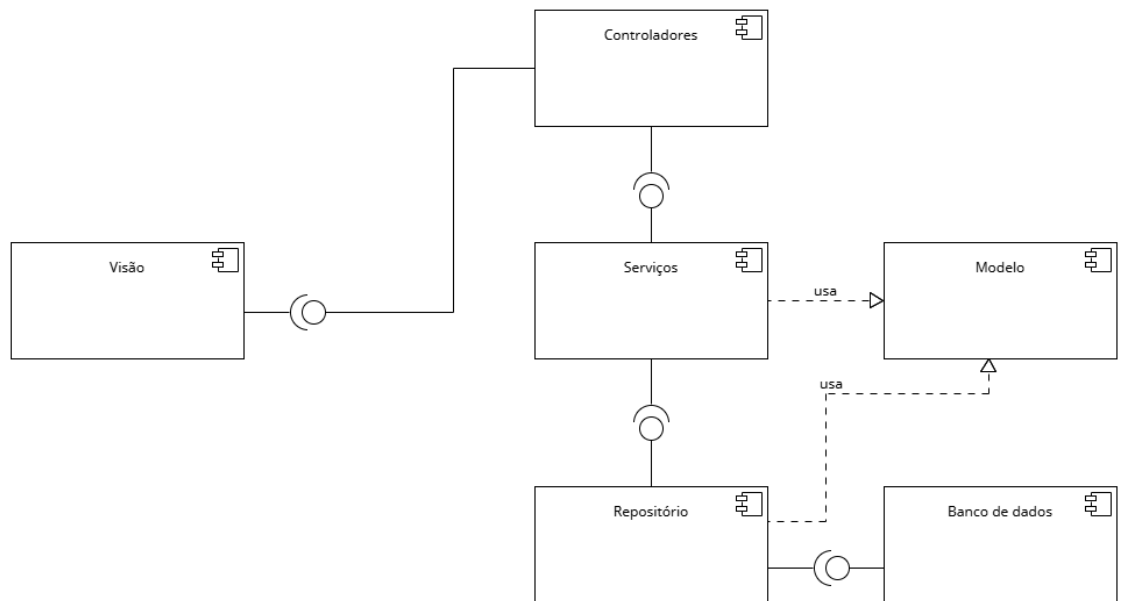 Controladores
Visão
Serviços
usa
Modelo
usa
Repositório
Banco de dados